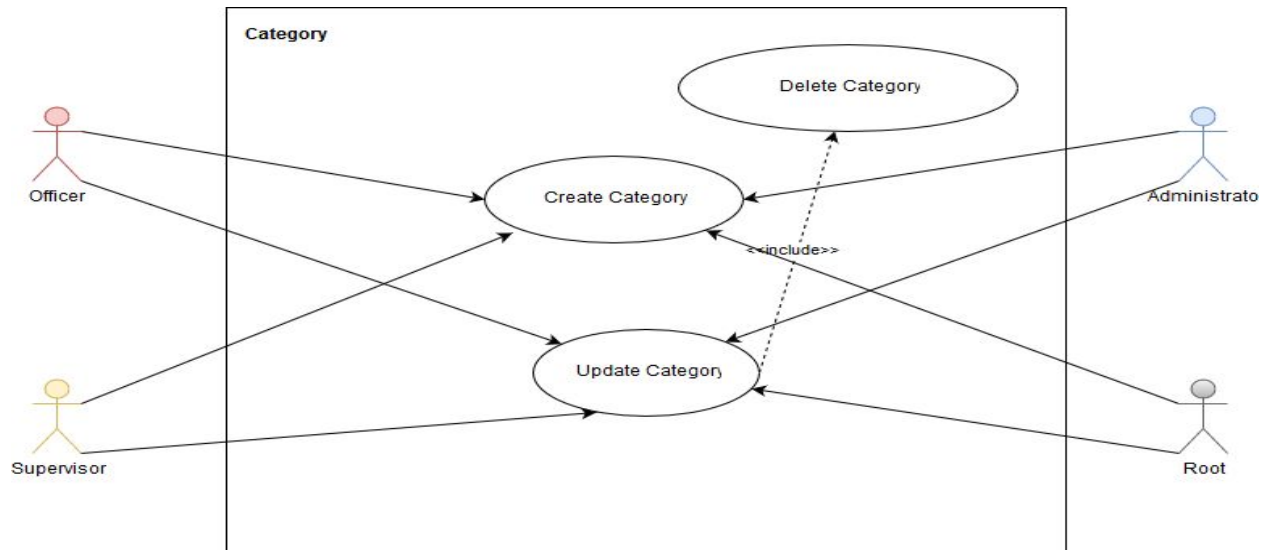 Category
Delete Category
Officer
Create Category
Administrato
<<include>>
Update Category
Supervisor
Root